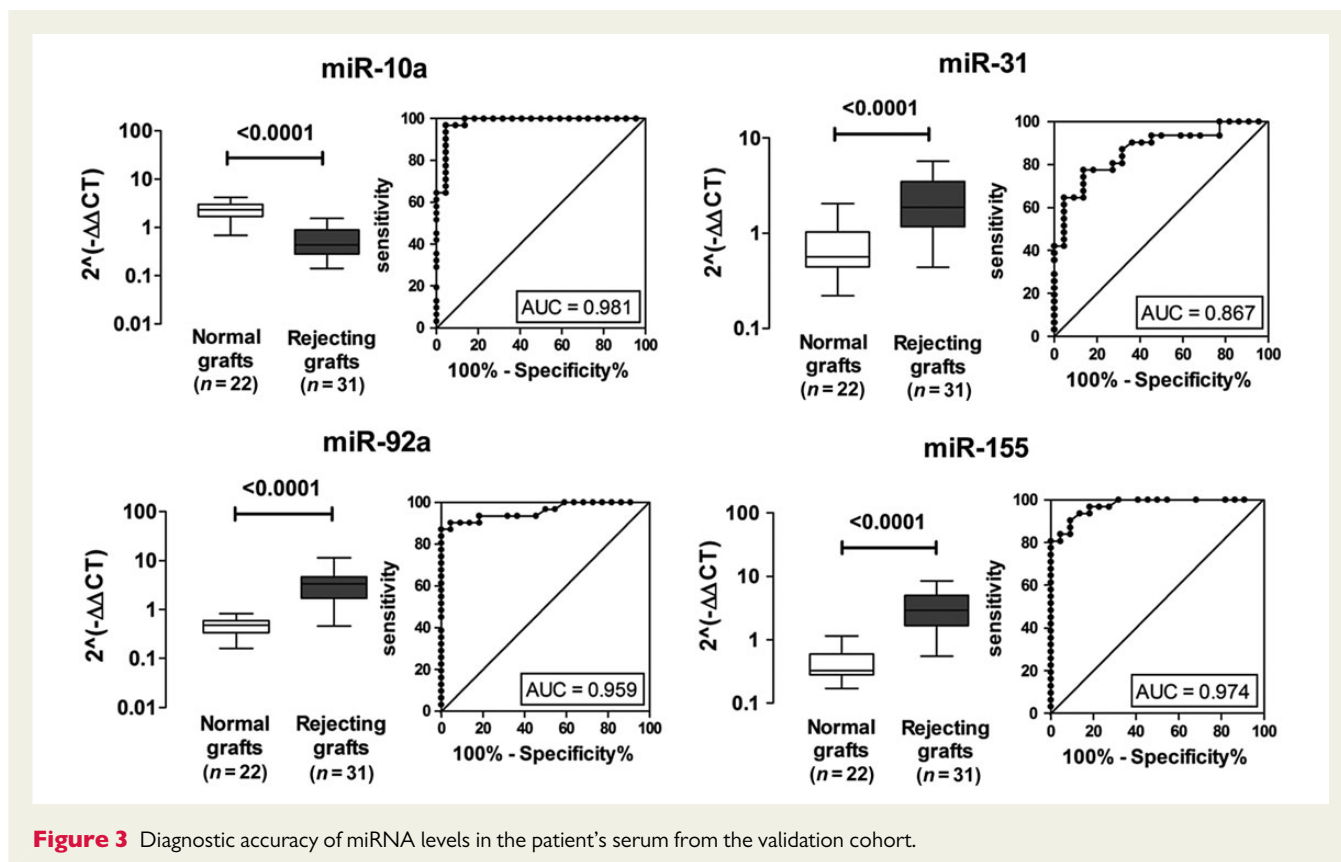 miR-10a
<0.0001
2^(-ΔΔCT)
100
10
1
0.1
0.01
Normal
grafts
(n = 22)
Rejecting
grafts
(n = 31)
sensitivity
100
80
60
40
20
0
AUC = 0.981
0 20 40 60 80 100
100% - Specificity%
miR-31
<0.0001
2^(-ΔΔCT)
10
1
0.1
Normal
grafts
(n = 22)
Rejecting
grafts
(n = 31)
sensitivity
100
80
60
40
20
0
AUC = 0.867
0 20 40 60 80 100
100% - Specificity%
miR-92a
<0.0001
2^(-ΔΔCT)
100
10
1
0.1
0.01
Normal
grafts
(n = 22)
Rejecting
grafts
(n = 31)
sensitivity
100
80
60
40
20
0
AUC = 0.959
0 20 40 60 80 100
100% - Specificity%
miR-155
<0.0001
2^(-ΔΔCT)
100
10
1
0.1
Normal
grafts
(n = 22)
Rejecting
grafts
(n = 31)
sensitivity
100
80
60
40
20
0
AUC = 0.974
0 20 40 60 80 100
100% - Specificity%
Figure 3 Diagnostic accuracy of miRNA levels in the patient's serum from the validation cohort.